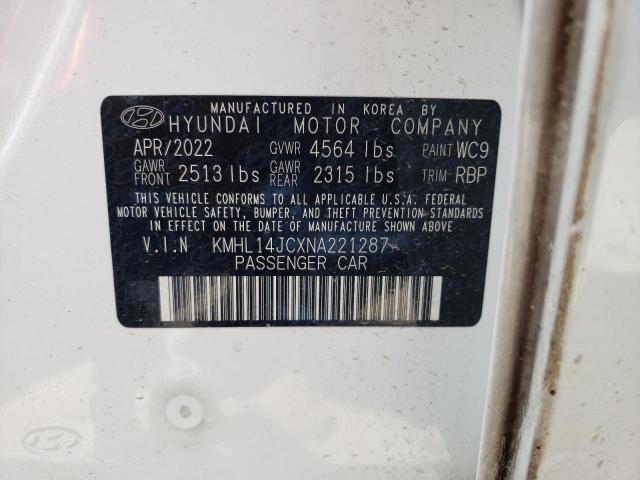 MANUFACTURED IN KOREA BY
HYUNDAI MOTOR COMPANY
APR/2022 GVWR 4564 lbs PAINT WC9
GAWR FRONT 2513 lbs GAWR REAR 2315 lbs TRIM RBP
THIS VEHICLE CONFORMS TO ALL APPLICABLE U.S.A. FEDERAL
MOTOR VEHICLE SAFETY, BUMPER, AND THEFT PREVENTION STANDARDS
IN EFFECT ON THE DATE OF MANUFACTURE SHOWN ABOVE
V.I.N KMHL14JCXNA221287
PASSENGER CAR